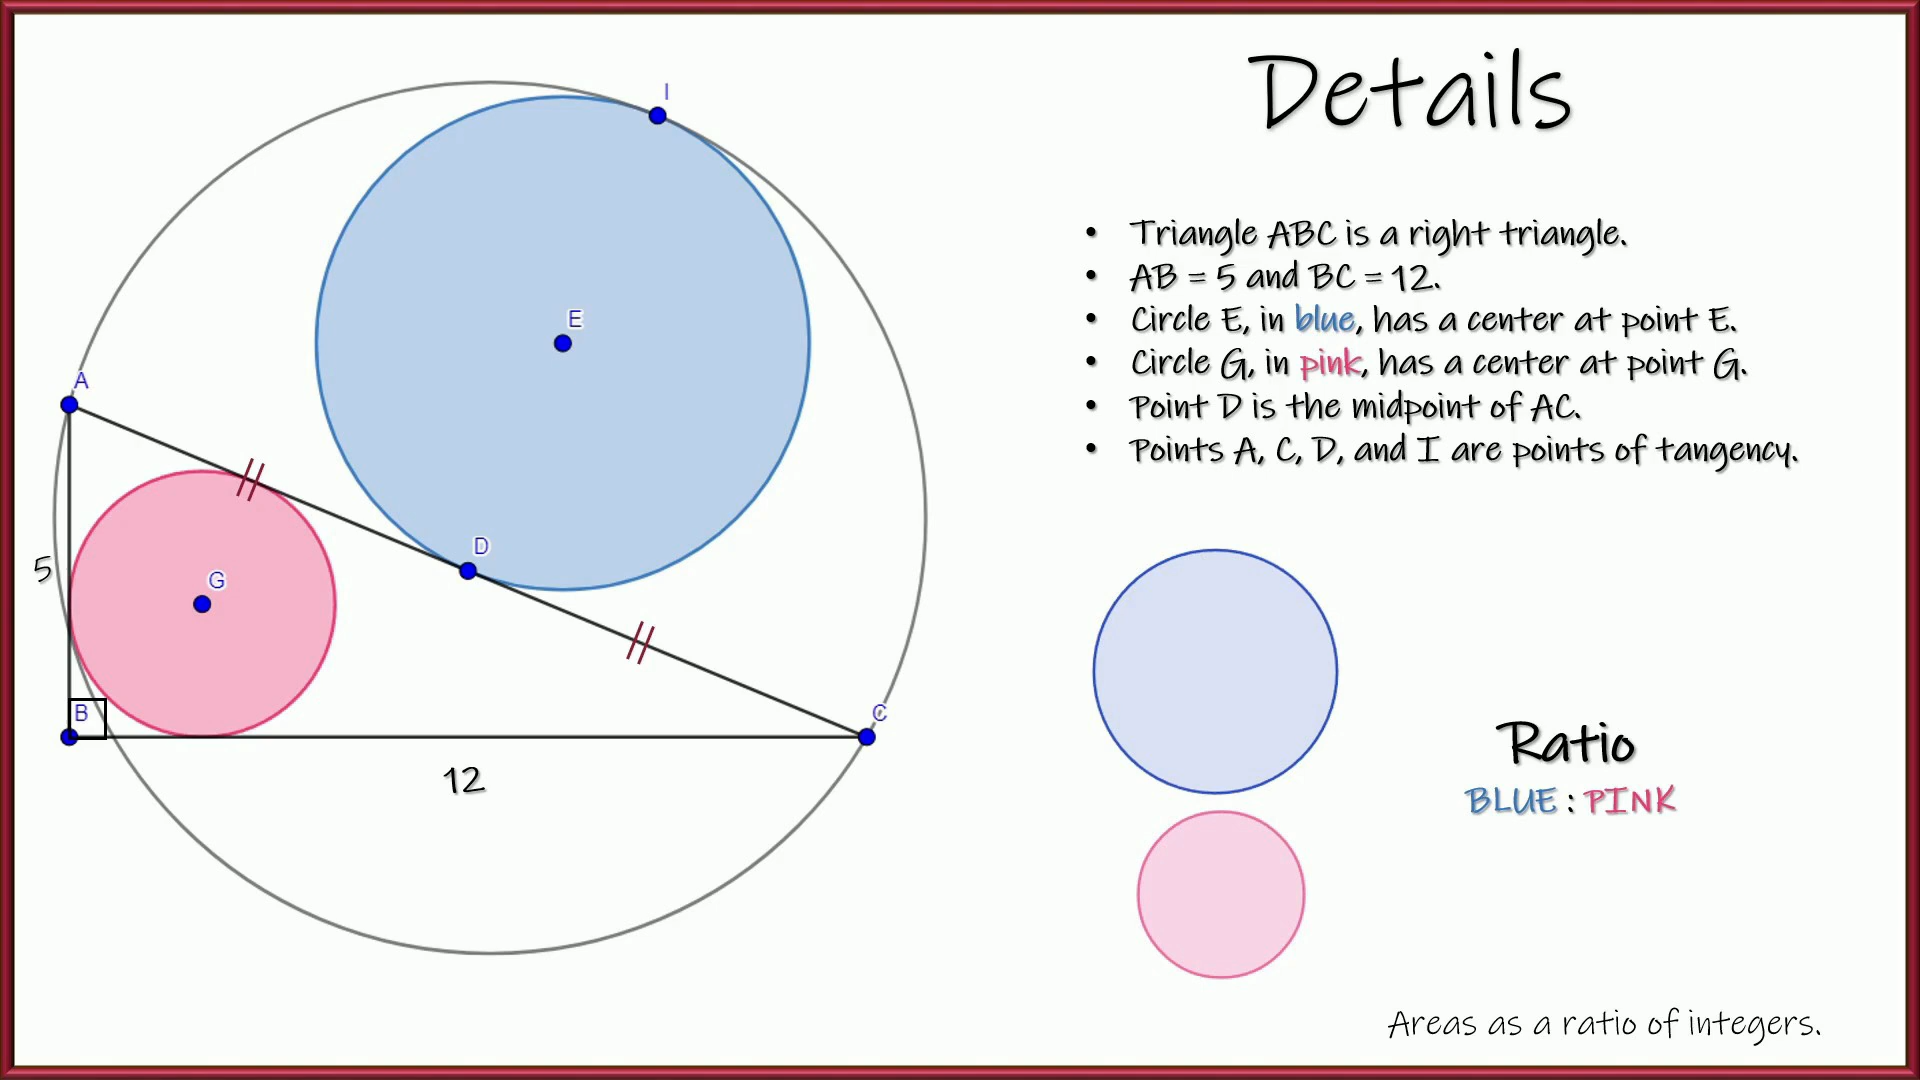 Details
I
E
A
D
G
5
B
C
12
• Triangle ABC is a right triangle.
• AB = 5 and BC = 12.
• Circle E, in blue, has a center at point E.
• Circle G, in pink, has a center at point G.
• Point D is the midpoint of AC.
• Points A, C, D, and I are points of tangency.
Ratio
BLUE : PINK
Areas as a ratio of integers.